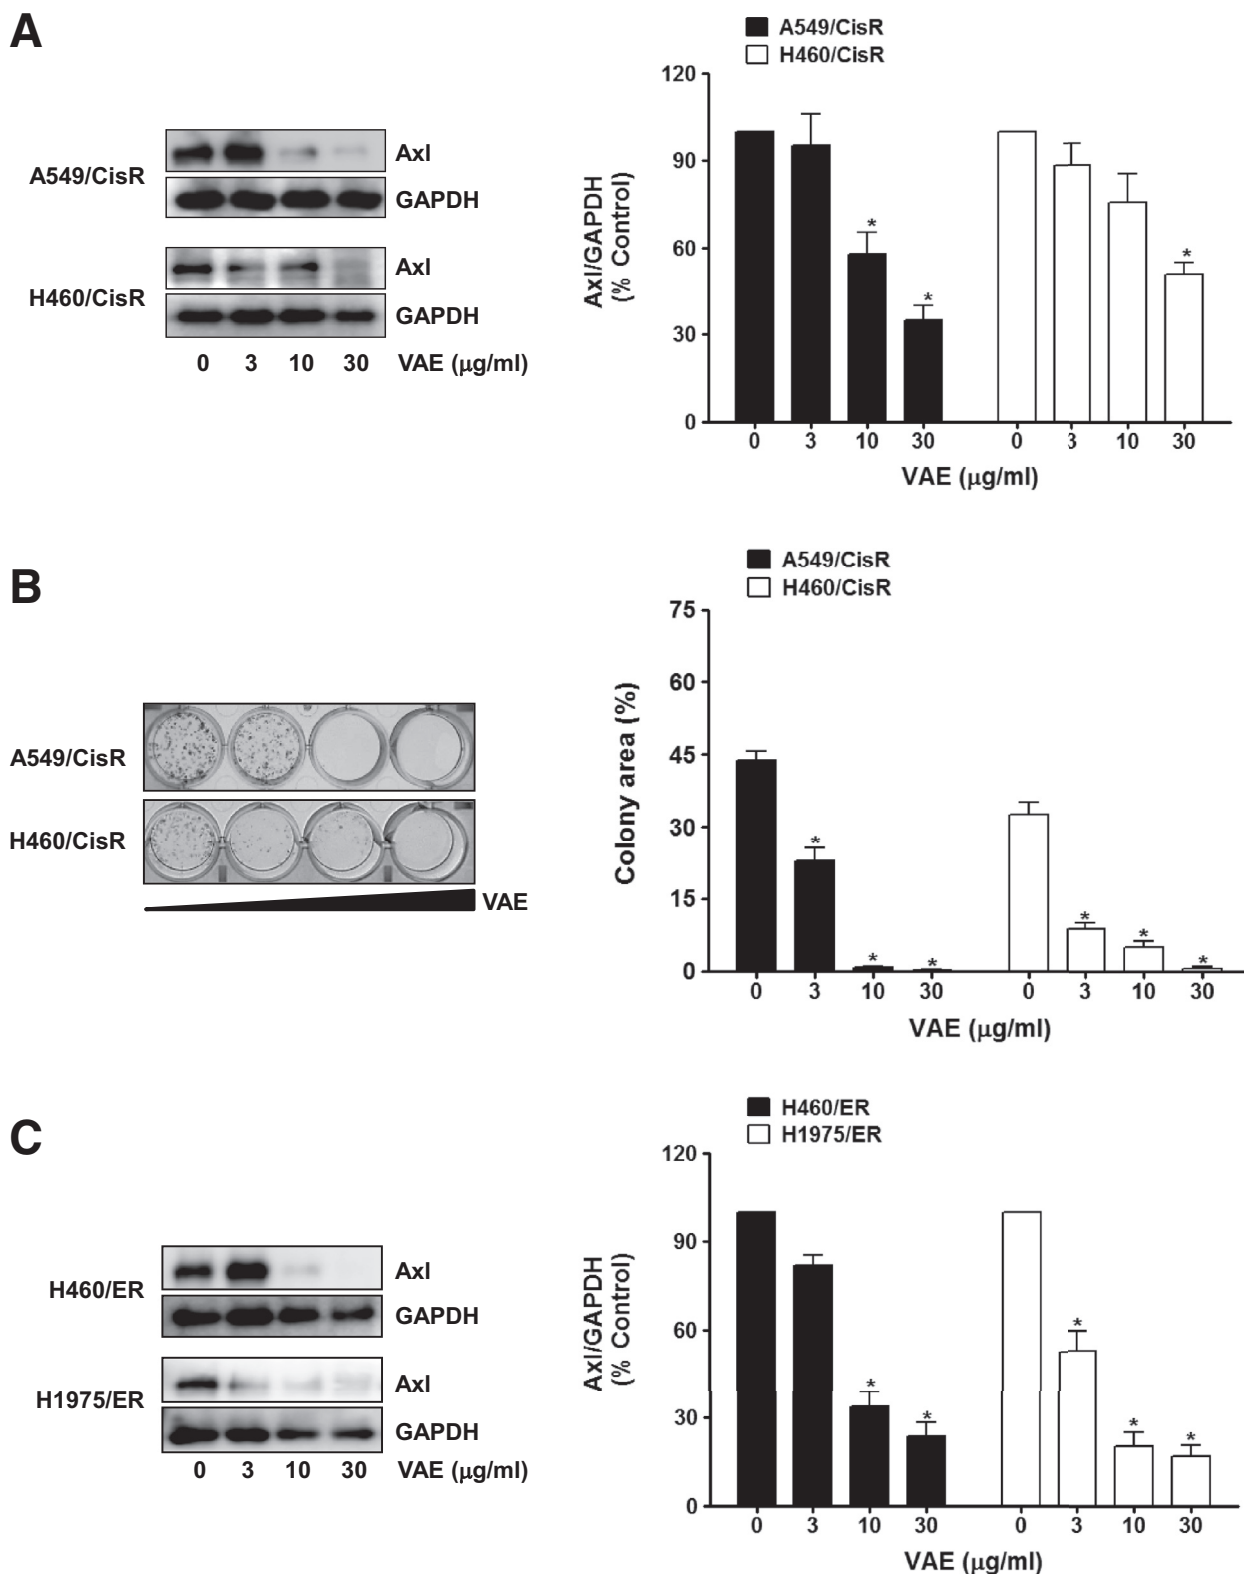 A
A549/CisR
H460/CisR
Axl
GAPDH
Axl
GAPDH
A549/CisR
H460/CisR
0 3 10 30 VAE (μg/ml)
Axl/GAPDH
(% Control)
120
90
60
30
0
* * *
0 3 10 30 0 3 10 30
VAE (μg/ml)
B
A549/CisR
H460/CisR
VAE
A549/CisR
H460/CisR
Colony area (%)
75
60
45
30
15
0
* * * * * *
0 3 10 30 0 3 10 30
VAE (μg/ml)
C
H460/ER
H1975/ER
Axl
GAPDH
Axl
GAPDH
H460/ER
H1975/ER
0 3 10 30 VAE (μg/ml)
Axl/GAPDH
(% Control)
120
90
60
30
0
* * * * *
0 3 10 30 0 3 10 30
VAE (μg/ml)